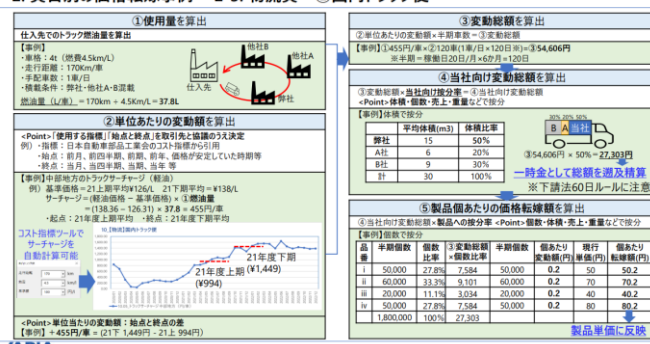 ①使用量を算出
仕入先でのトラック燃油量を算出
【事例】
・車格：4t（燃費4.5km/L）
・走行距離：170Km/車
・手配車数：1車/日
・積載条件：弊社・他社A･B混載
燃油量（L/車）＝170km ÷ 4.5Km/L＝37.8L
他社B
他社A
仕入先
弊社
②単位あたりの変動額を算出
<Point>「使用する指標」「始点と終点」を取引先と協議のうえ決定
例）・指標：日本自動車部品工業会のコスト指標から引用
・始点：前月、前四半期、前期、前年、価格が安定していた時期等
・終点：当月、当四半期、当期、当年 等
【事例】中部地方のトラックサーチャージ（軽油）
例）基準価格＝21上期平均¥126/L 21下期平均＝¥138/L
サーチャージ＝(軽油価格 − 基準価格) × ①燃油量
＝(138.36 − 126.31) × 37.8 ＝ 455円/車
・起点：21年度上期平均 ・終点：21年度下期平均
コスト指標ツールで
サーチャージを
自動計算可能
21年度下期
(¥1,449)
21年度上期
(¥994)
<Point>単位当たりの変動額：始点と終点の差
【事例】＋455円/車＝(21下 1,449円 - 21上 994円)
③変動総額を算出
②単位あたりの変動額×半期車数＝③変動総額
【事例】①455円/車×②120車(1車/日×120日※)＝③54,606円
※半期＝稼働日20日/月×6か月＝120日
④当社向け変動総額を算出
③変動総額×当社向け按分率＝④当社向け変動総額
<Point>体積・個数・売上・重量などで按分
【事例】体積で按分
平均体積(m3) 体積比率
弊社 15 50%
A社 6 20%
B社 9 30%
計 30 100%
30% 20% 50%
B A 当社
③54,606円 × 50%＝27,303円
一時金として総額を遡及精算
※下請法60日ルールに注意
⑤製品個あたりの価格転嫁額を算出
④当社向け変動総額×製品への按分率 <Point>個数･体積･売上･重量などで按分
【事例】個数で按分
品番 半期個数 個数比率 ③変動総額×個数比率 半期個数 個あたり変動額(円) 現行単価(円) 個あたり転嫁額(円)
i 50,000 27.8% 7,584 50,000 0.2 50 50.2
ii 60,000 33.3% 9,101 60,000 0.2 70 70.2
iii 20,000 11.1% 3,034 20,000 0.2 40 40.2
iv 50,000 27.8% 7,584 50,000 0.2 80 80.2
1,800,000 100% 27,303
製品単価に反映